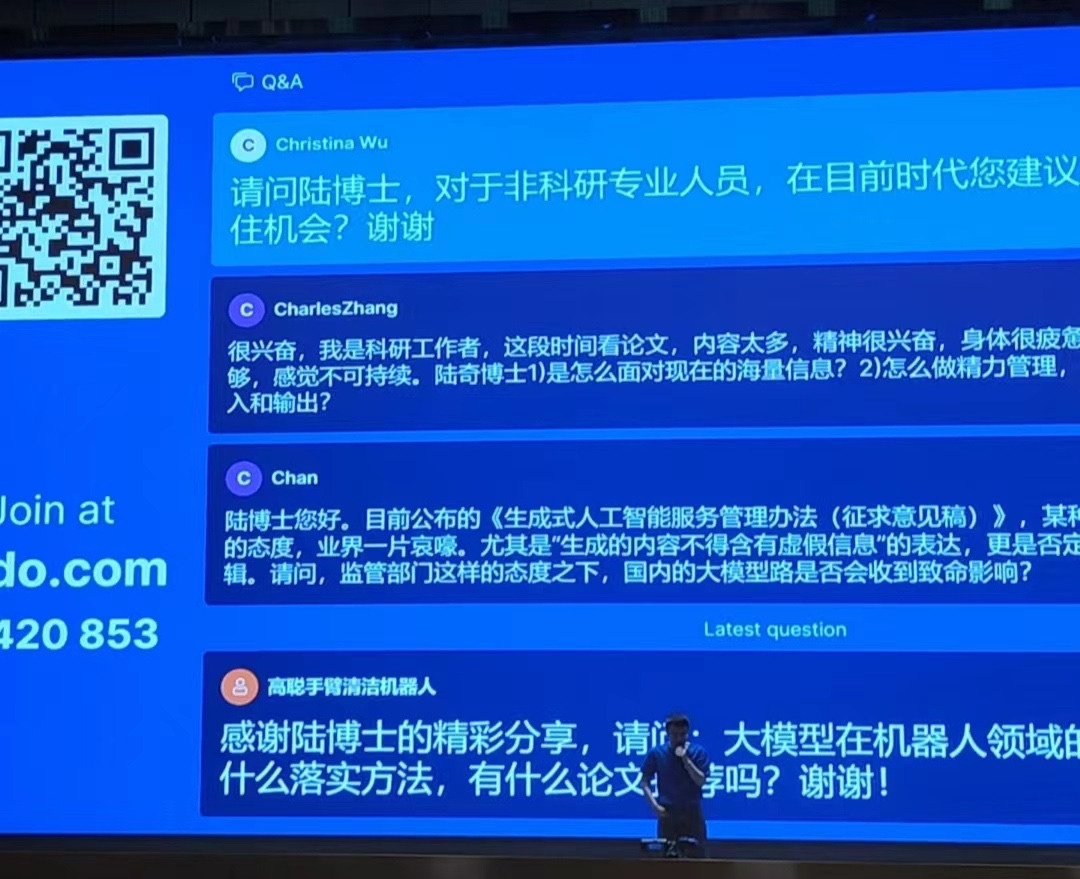 Q&A
C
Christina Wu
请问陆博士，对于非科研专业人员，在目前时代您建议
住机会？谢谢
C
CharlesZhang
很兴奋，我是科研工作者，这段时间看论文，内容太多，精神很兴奋，身体很疲惫
够，感觉不可持续。陆奇博士1)是怎么面对现在的海量信息？2)怎么做精力管理，
入和输出？
C
Chan
陆博士您好。目前公布的《生成式人工智能服务管理办法（征求意见稿）》，某种
的态度，业界一片哀嚎。尤其是"生成的内容不得含有虚假信息"的表达，更是否定
辑。请问，监管部门这样的态度之下，国内的大模型路是否会收到致命影响？
Latest question
高聪手臂清洁机器人
感谢陆博士的精彩分享，请问：大模型在机器人领域的
什么落实方法，有什么论文荐吗？谢谢！
Join at
do.com
420 853